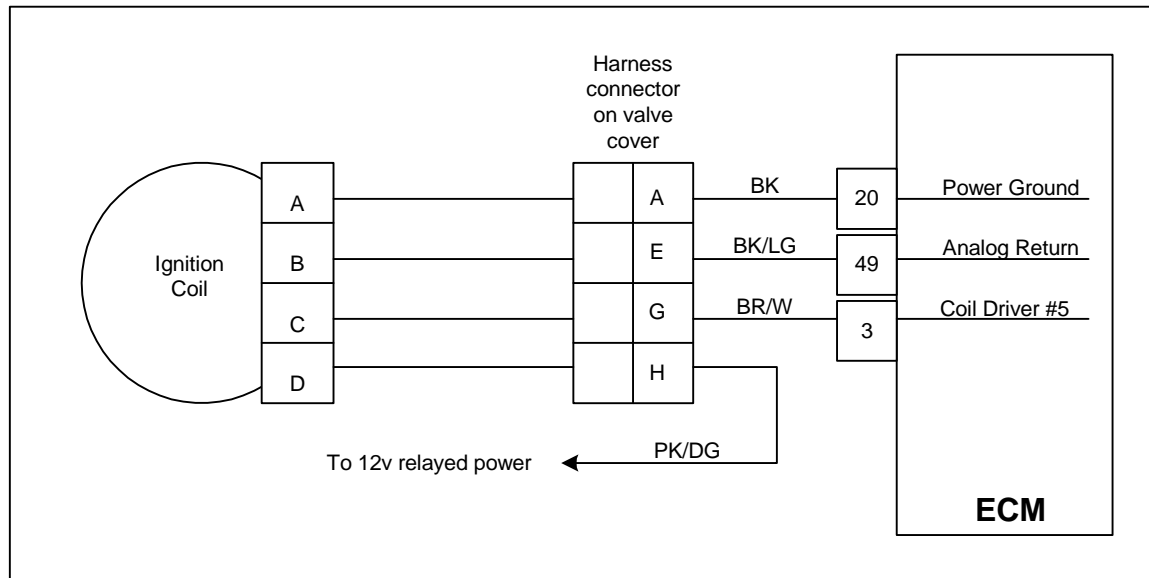 Harness
connector
on valve
cover
A
A
BK
20
Power Ground
Ignition
Coil
B
E
BK/LG
49
Analog Return
C
G
BR/W
3
Coil Driver #5
D
H
To 12v relayed power
PK/DG
ECM